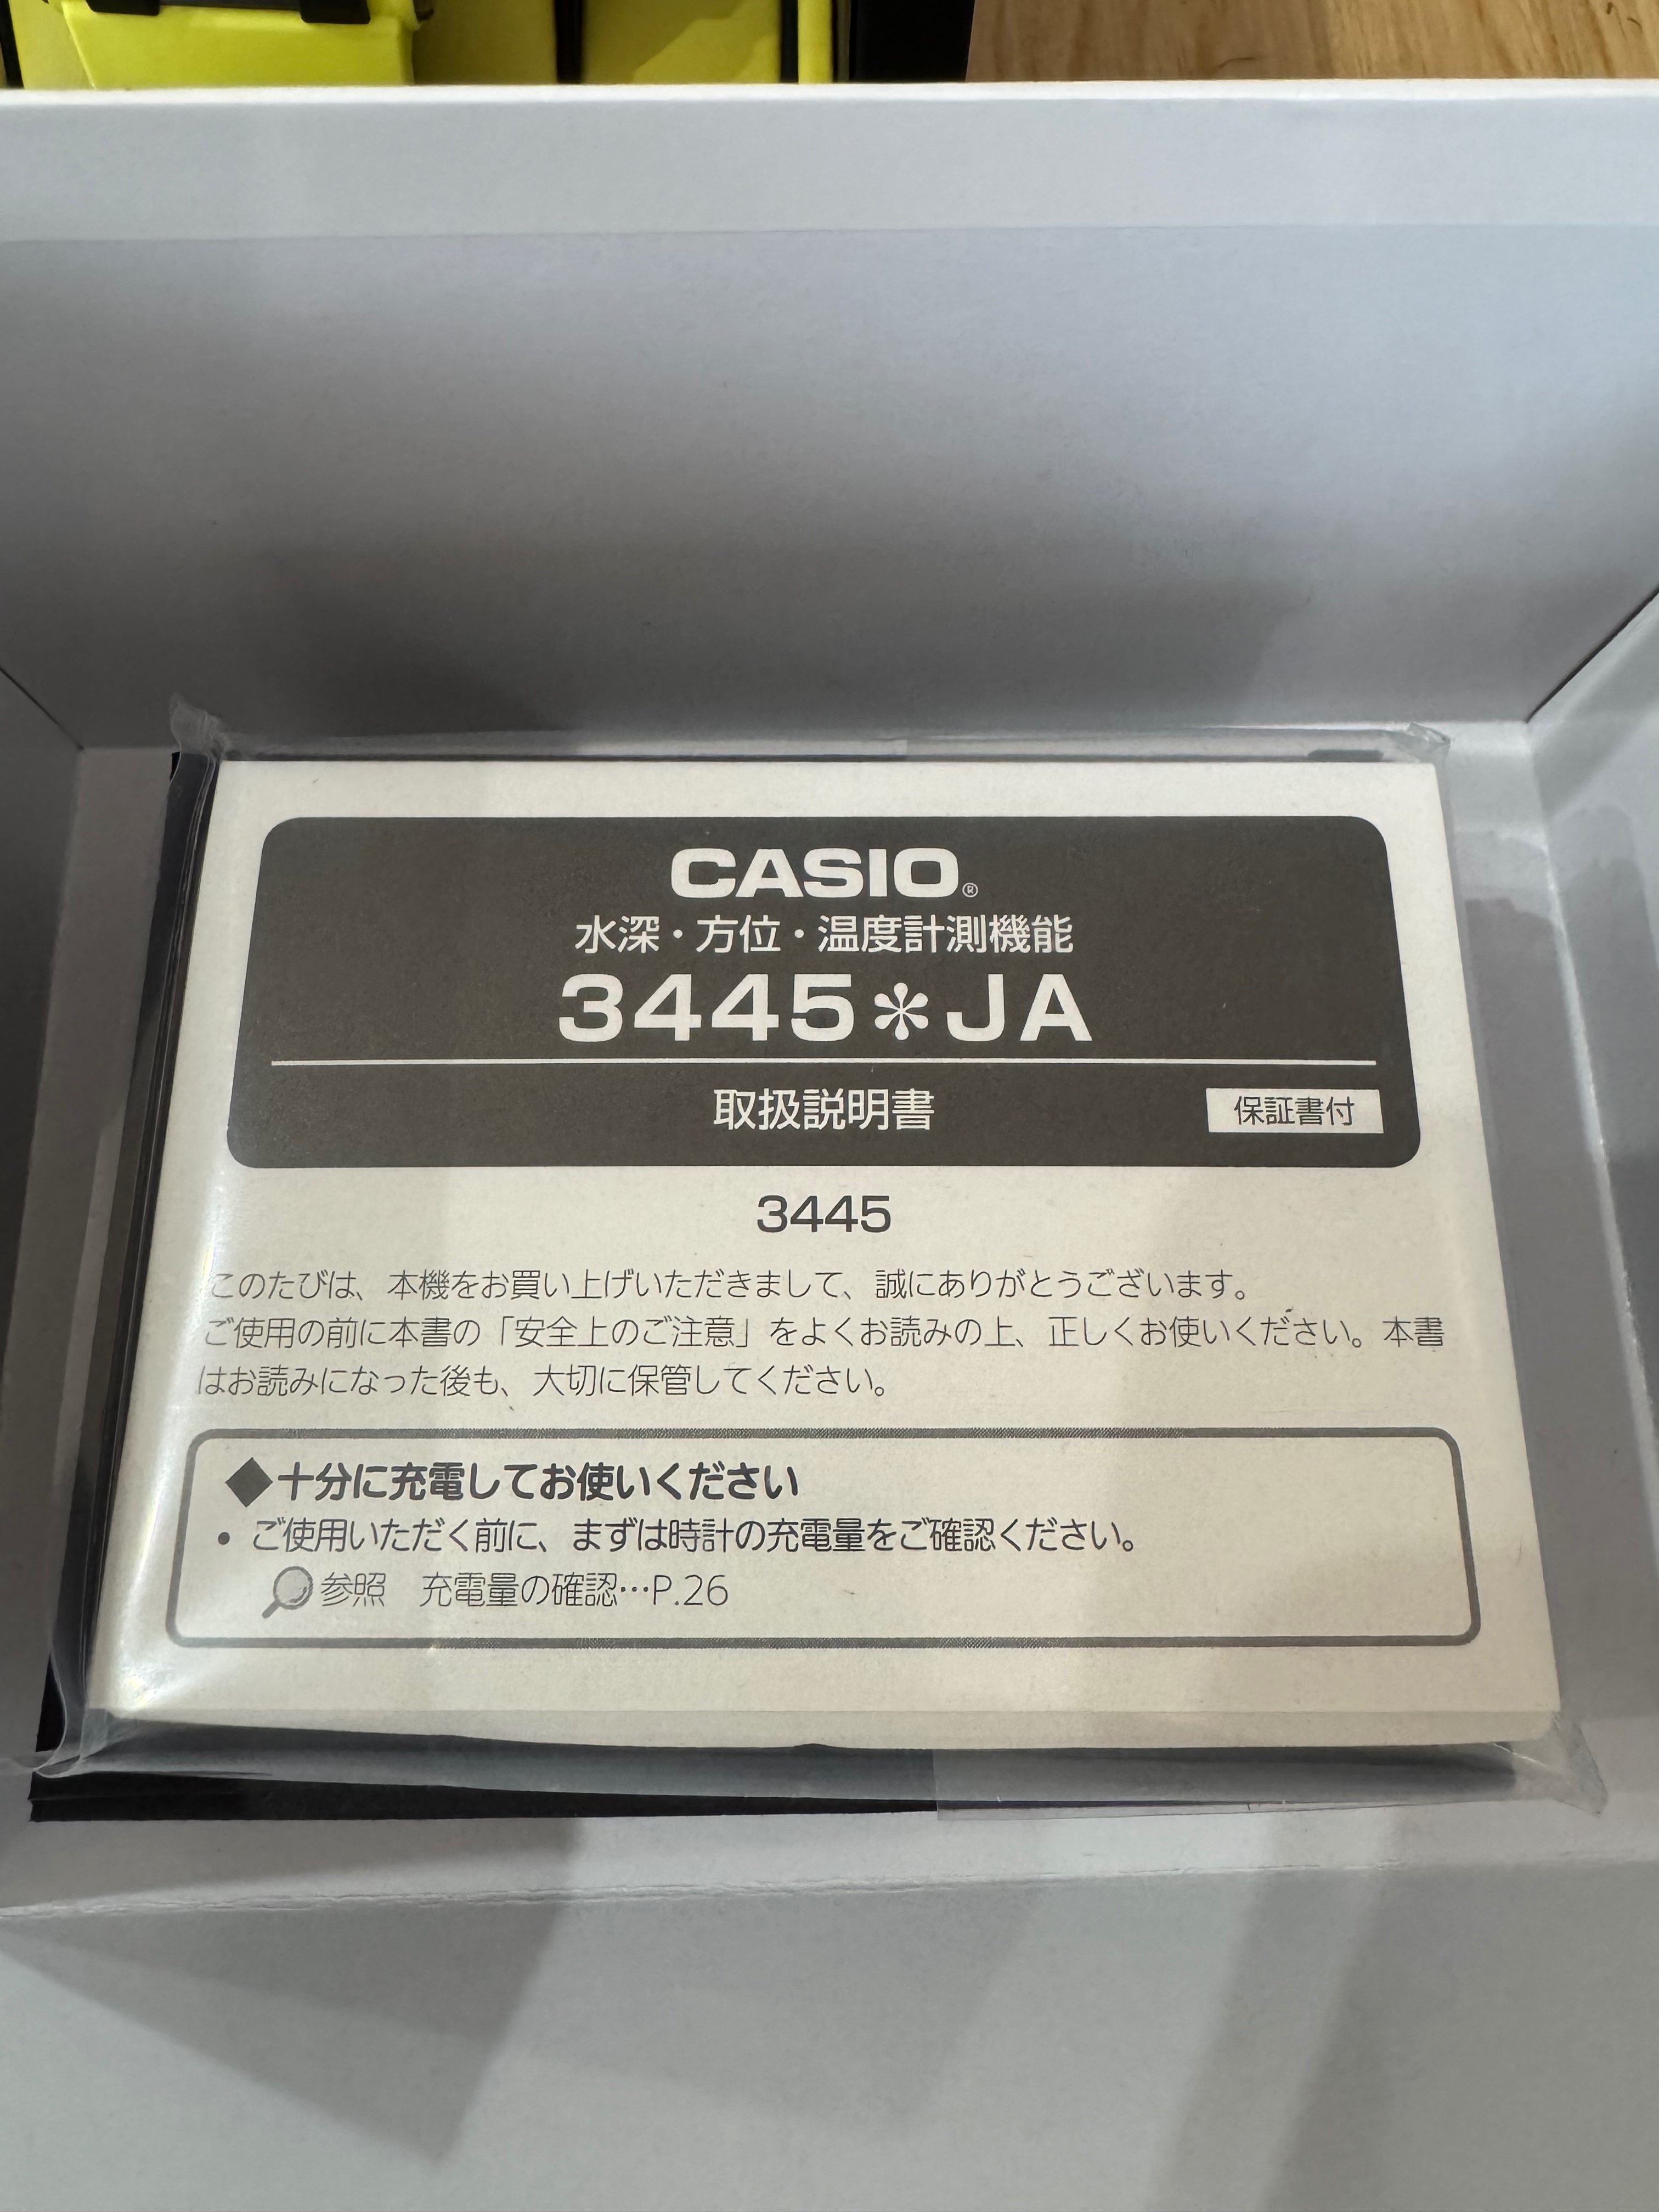 CASIO®
水深・方位・温度計測機能
3445＊JA
取扱説明書
保証書付
3445
このたびは、本機をお買い上げいただきまして、誠にありがとうございます。
ご使用の前に本書の「安全上のご注意」をよくお読みの上、正しくお使いください。本書
はお読みになった後も、大切に保管してください。
◆十分に充電してお使いください
• ご使用いただく前に、まずは時計の充電量をご確認ください。
参照　充電量の確認…P.26